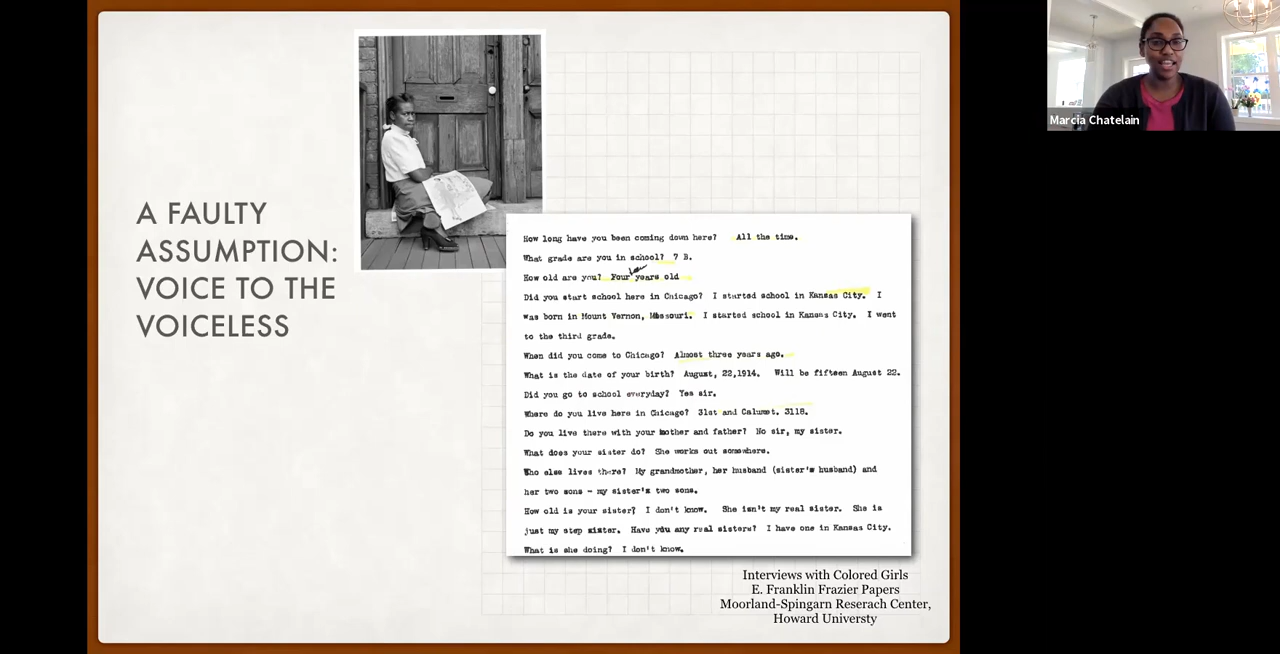 A FAULTY
ASSUMPTION:
VOICE TO THE
VOICELESS
How long have you been coming down here? All the time.
What grade are you in school? 7 B.
How old are you? Four years old
Did you start school here in Chicago? I started school in Kansas City. I
was born in Mount Vernon, Missouri. I started school in Kansas City. I went
to the third grade.
When did you come to Chicago? Almost three years ago.
What is the date of your birth? August, 22,1914. Will be fifteen August 22.
Did you go to school everyday? Yes sir.
Where do you live here in Chicago? 31st and Calumet. 3118.
Do you live there with your mother and father? No sir, my sister.
What does your sister do? She works out somewhere.
Who else lives there? My grandmother, her husband (sister's husband) and
her two sons - my sister's two sons.
How old is your sister? I don't know. She isn't my real sister. She is
just my step sister. Have you any real sisters? I have one in Kansas City.
What is she doing? I don't know.
Interviews with Colored Girls
E. Franklin Frazier Papers
Moorland-Spingarn Reserach Center,
Howard Universty
Marcia Chatelain